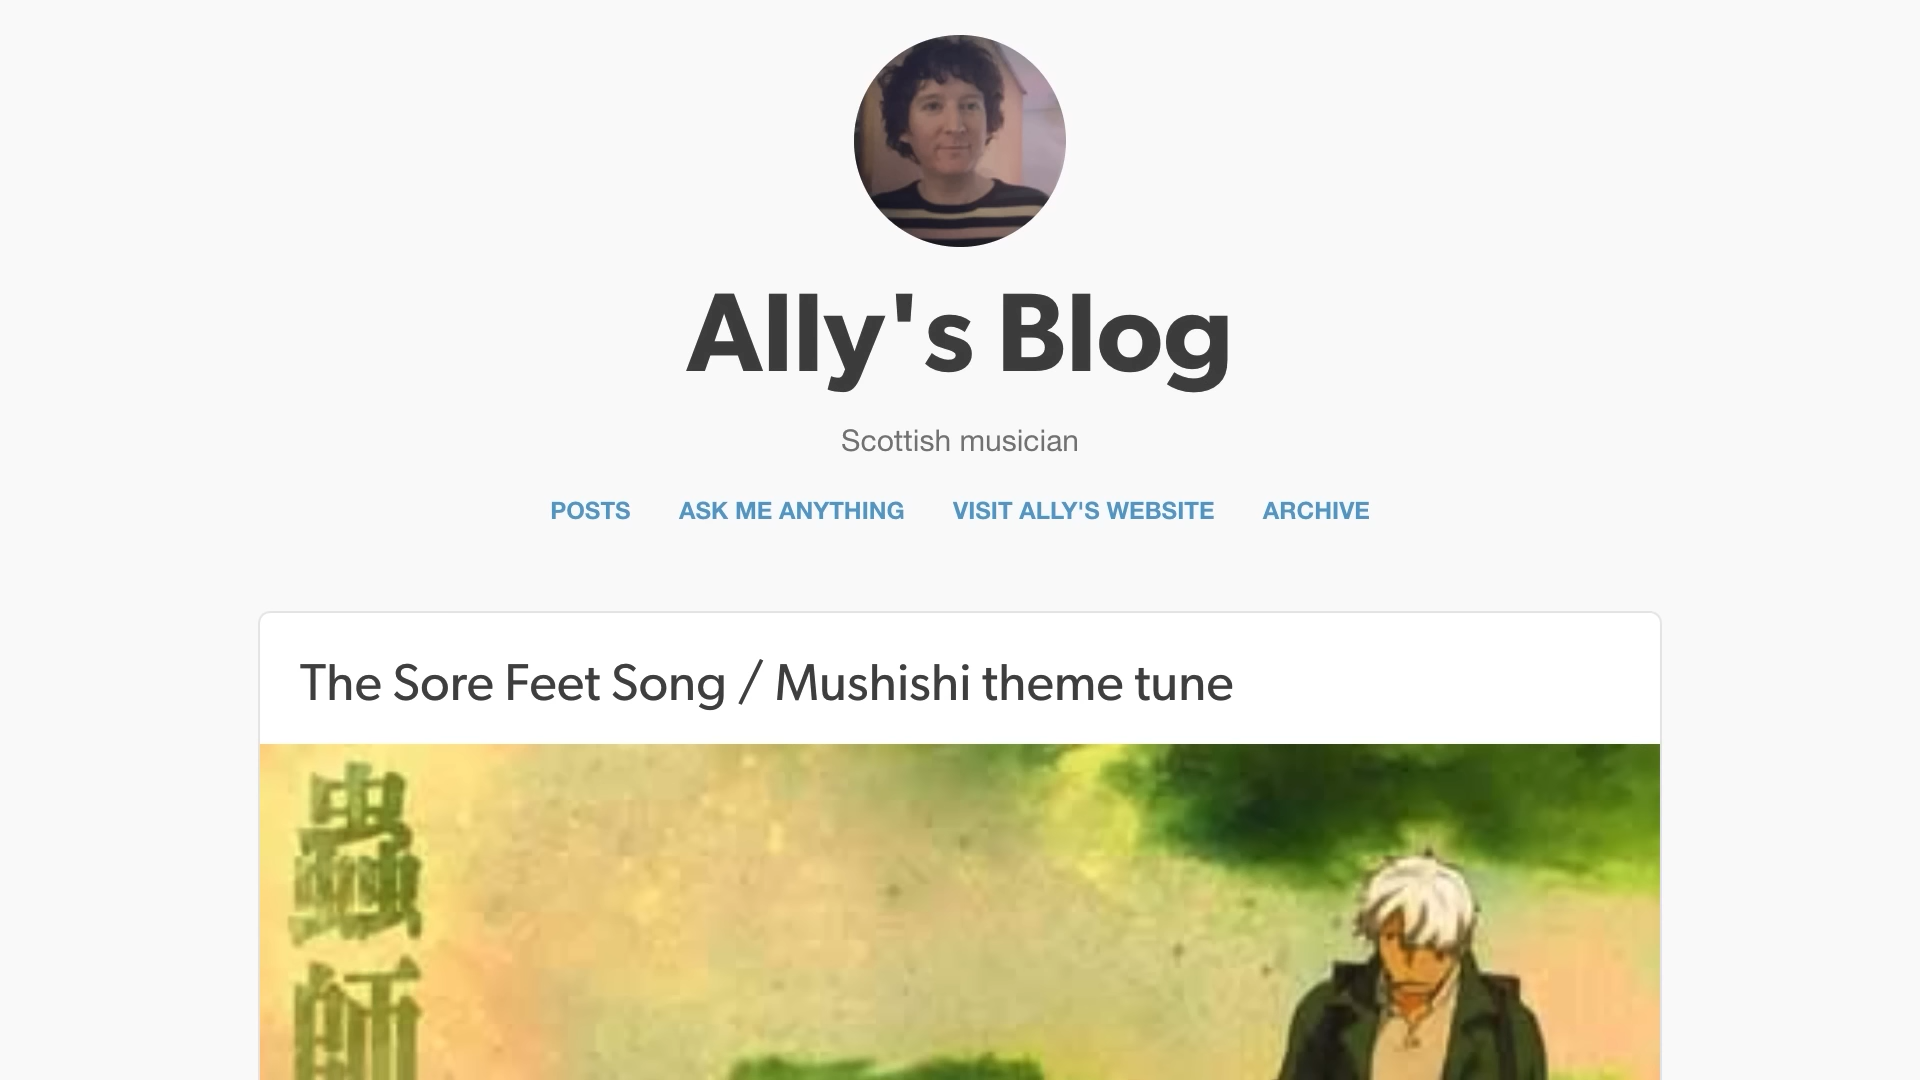 Ally's Blog
Scottish musician
POSTS ASK ME ANYTHING VISIT ALLY'S WEBSITE ARCHIVE
The Sore Feet Song / Mushishi theme tune
蟲師